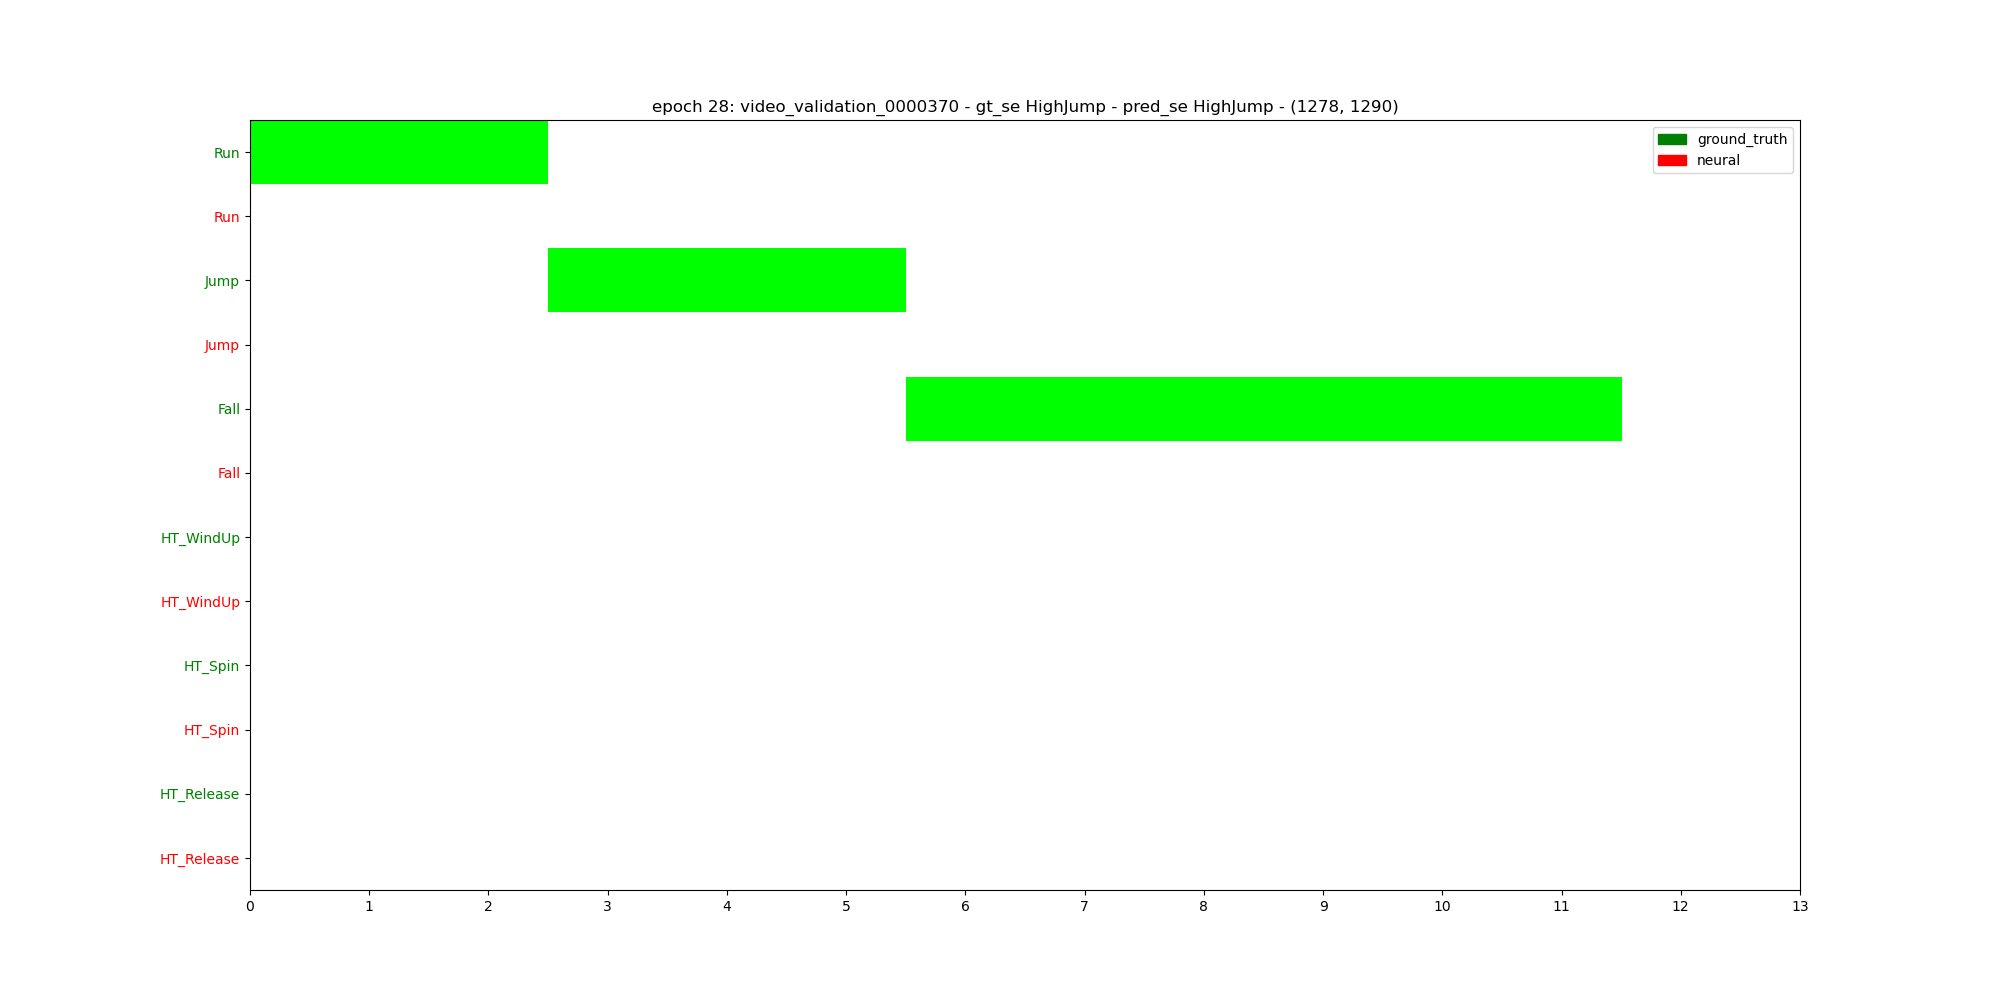 epoch 28: video_validation_0000370 - gt_se HighJump - pred_se HighJump - (1278, 1290)
ground_truth
neural
Run
Run
Jump
Jump
Fall
Fall
HT_WindUp
HT_WindUp
HT_Spin
HT_Spin
HT_Release
HT_Release
0 1 2 3 4 5 6 7 8 9 10 11 12 13